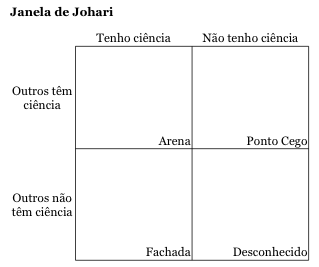 Janela de Johari
Tenho ciência
Não tenho ciência
Outros têm
ciência
Arena
Ponto Cego
Outros não
têm ciência
Fachada
Desconhecido